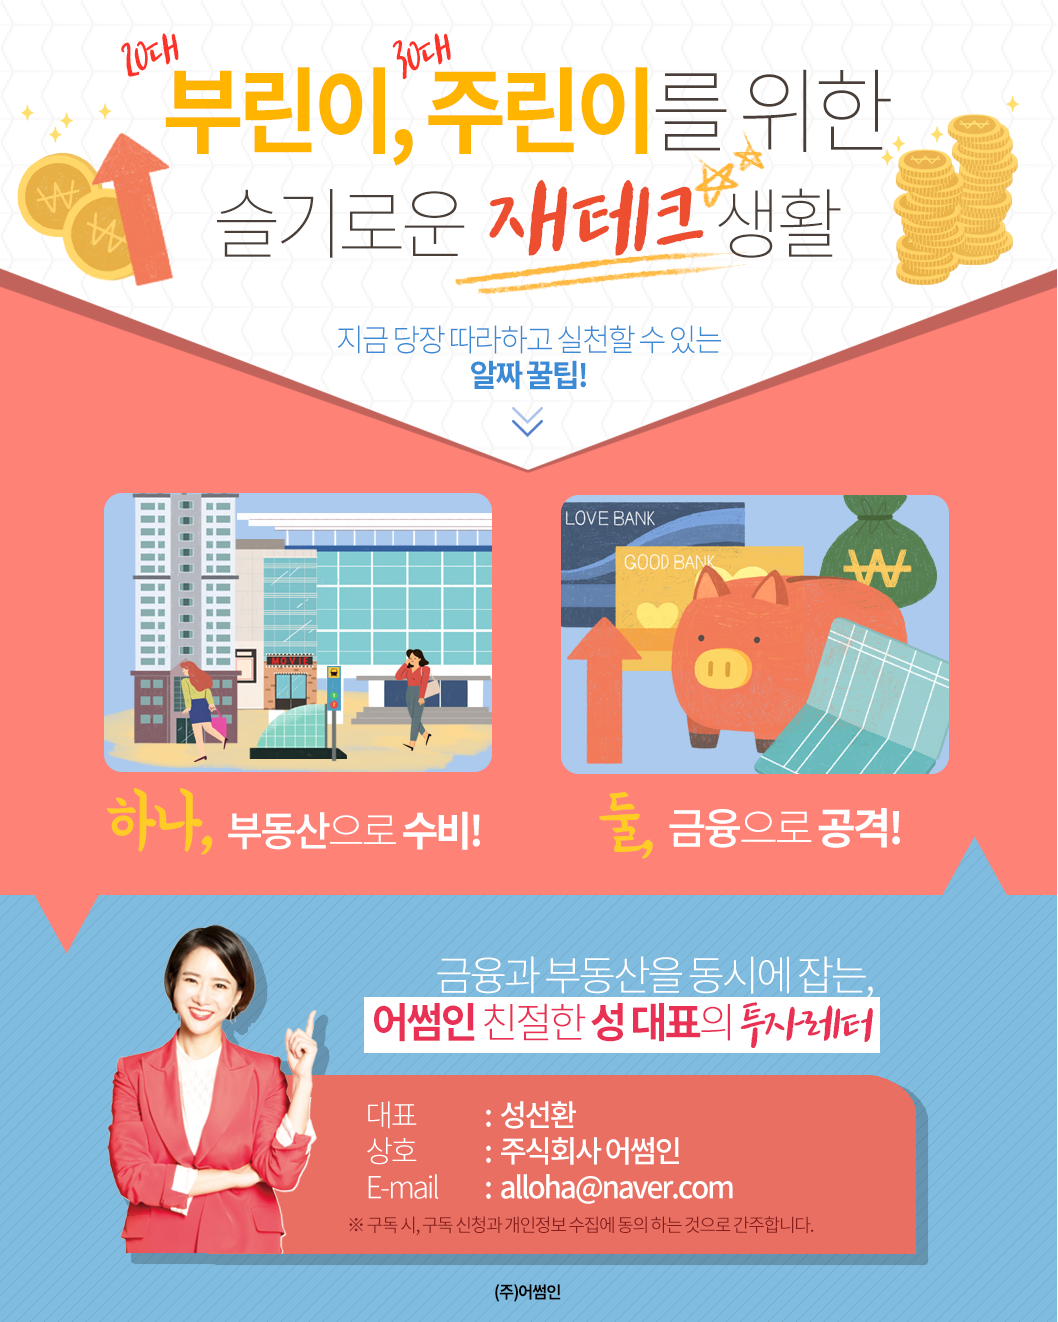 20대 30대
부린이, 주린이를 위한
슬기로운 재테크 생활
지금 당장 따라하고 실천할 수 있는
알짜 꿀팁!
LOVE BANK
GOOD BANK
MOVIE
하나, 부동산으로 수비!
둘, 금융으로 공격!
금융과 부동산을 동시에 잡는,
어썸인 친절한 성 대표의 투자레터
대표 : 성선환
상호 : 주식회사 어썸인
E-mail : alloha@naver.com
※ 구독 시, 구독 신청과 개인정보 수집에 동의 하는 것으로 간주합니다.
(주)어썸인